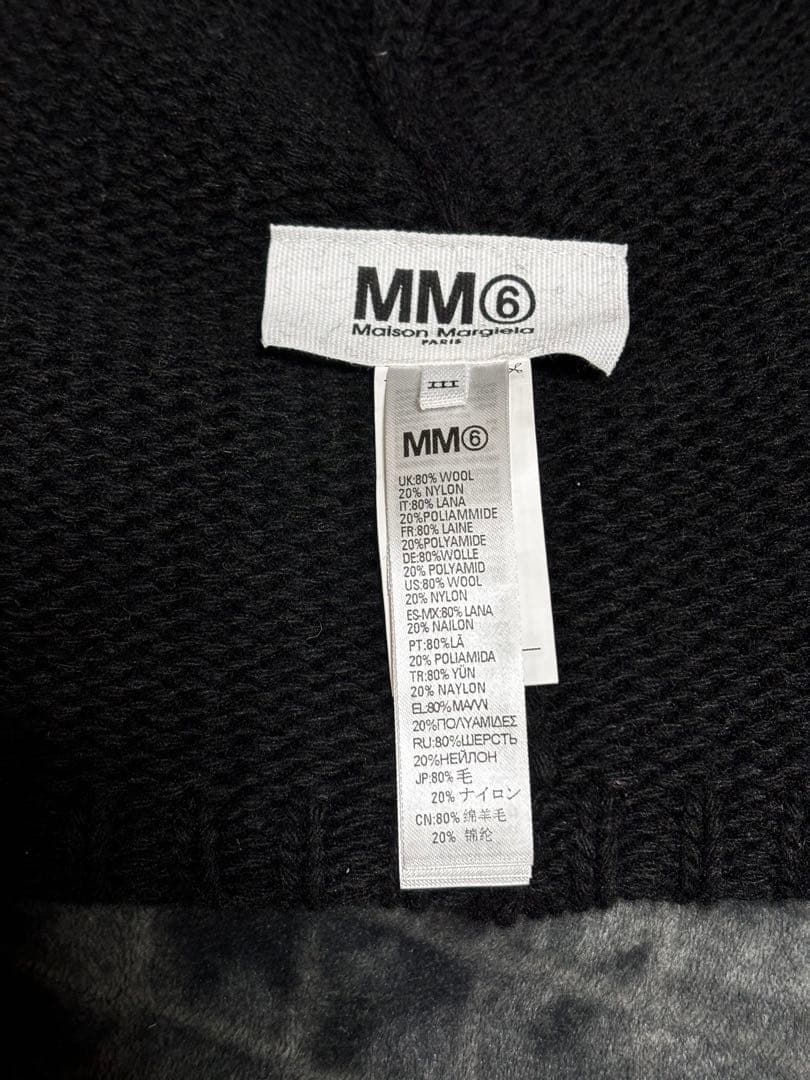 MM⑥
Maison Margiela
PARIS
III
MM⑥
UK:80% WOOL
20% NYLON
IT:80% LANA
20%POLIAMMIDE
FR:80% LAINE
20%POLYAMIDE
DE:80%WOLLE
20% POLYAMID
US:80% WOOL
20% NYLON
ES-MX:80% LANA
20% NAILON
PT:80%LÃ
20% POLIAMIDA
TR:80% YÜN
20% NAYLON
EL:80%
20%ΠΟΛΥΑΜΙΔΕΣ
RU:80%ШЕРСТЬ
20%НЕЙЛОН
JP:80% 毛
20% ナイロン
CN:80% 绵羊毛
20% 锦纶